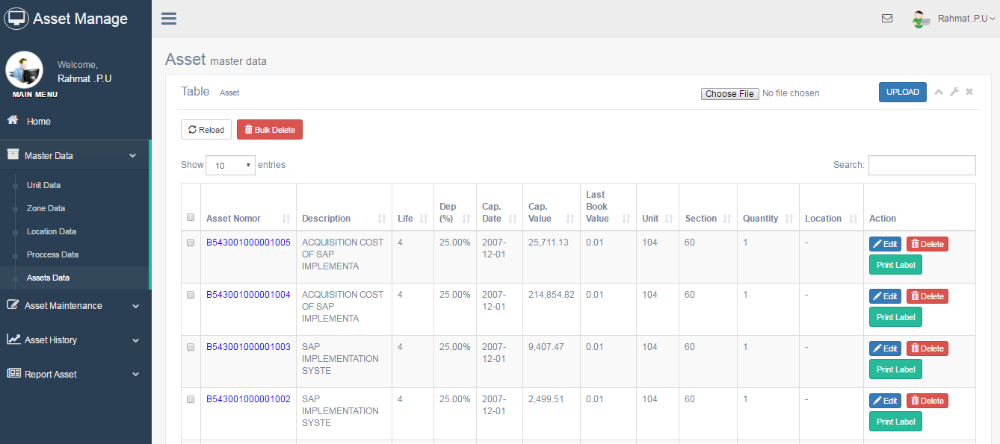 Asset Manage
Rahmat .P.U
Welcome,
Rahmat .P.U
MAIN MENU
Home
Master Data
Unit Data
Zone Data
Location Data
Proccess Data
Assets Data
Asset Maintenance
Asset History
Report Asset
Asset master data
Table Asset
Choose File No file chosen
UPLOAD
Reload Bulk Delete
Show 10 entries
Search:
Asset Nomor Description Life Dep (%) Cap. Date Cap. Value Last Book Value Unit Section Quantity Location Action
B543001000001005 ACQUISITION COST 4 25.00% 2007- 25,711.13 0.01 104 60 1 - Edit Delete
OF SAP 12-01
IMPLEMENTA Print Label
B543001000001004 ACQUISITION COST 4 25.00% 2007- 214,854.82 0.01 104 60 1 - Edit Delete
OF SAP 12-01
IMPLEMENTA Print Label
B543001000001003 SAP 4 25.00% 2007- 9,407.47 0.01 104 60 1 - Edit Delete
IMPLEMENTATION 12-01
SYSTE Print Label
B543001000001002 SAP 4 25.00% 2007- 2,499.51 0.01 104 60 1 - Edit Delete
IMPLEMENTATION 12-01
SYSTE Print Label